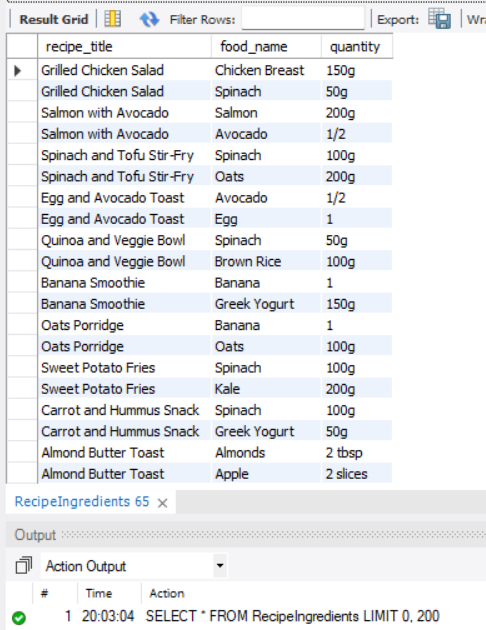 Result Grid Filter Rows: Export: Wra
recipe_title food_name quantity
Grilled Chicken Salad Chicken Breast 150g
Grilled Chicken Salad Spinach 50g
Salmon with Avocado Salmon 200g
Salmon with Avocado Avocado 1/2
Spinach and Tofu Stir-Fry Spinach 100g
Spinach and Tofu Stir-Fry Oats 200g
Egg and Avocado Toast Avocado 1/2
Egg and Avocado Toast Egg 1
Quinoa and Veggie Bowl Spinach 50g
Quinoa and Veggie Bowl Brown Rice 100g
Banana Smoothie Banana 1
Banana Smoothie Greek Yogurt 150g
Oats Porridge Banana 1
Oats Porridge Oats 100g
Sweet Potato Fries Spinach 100g
Sweet Potato Fries Kale 200g
Carrot and Hummus Snack Spinach 100g
Carrot and Hummus Snack Greek Yogurt 50g
Almond Butter Toast Almonds 2 tbsp
Almond Butter Toast Apple 2 slices
RecipeIngredients 65
Output
Action Output
# Time Action
1 20:03:04 SELECT * FROM RecipeIngredients LIMIT 0, 200